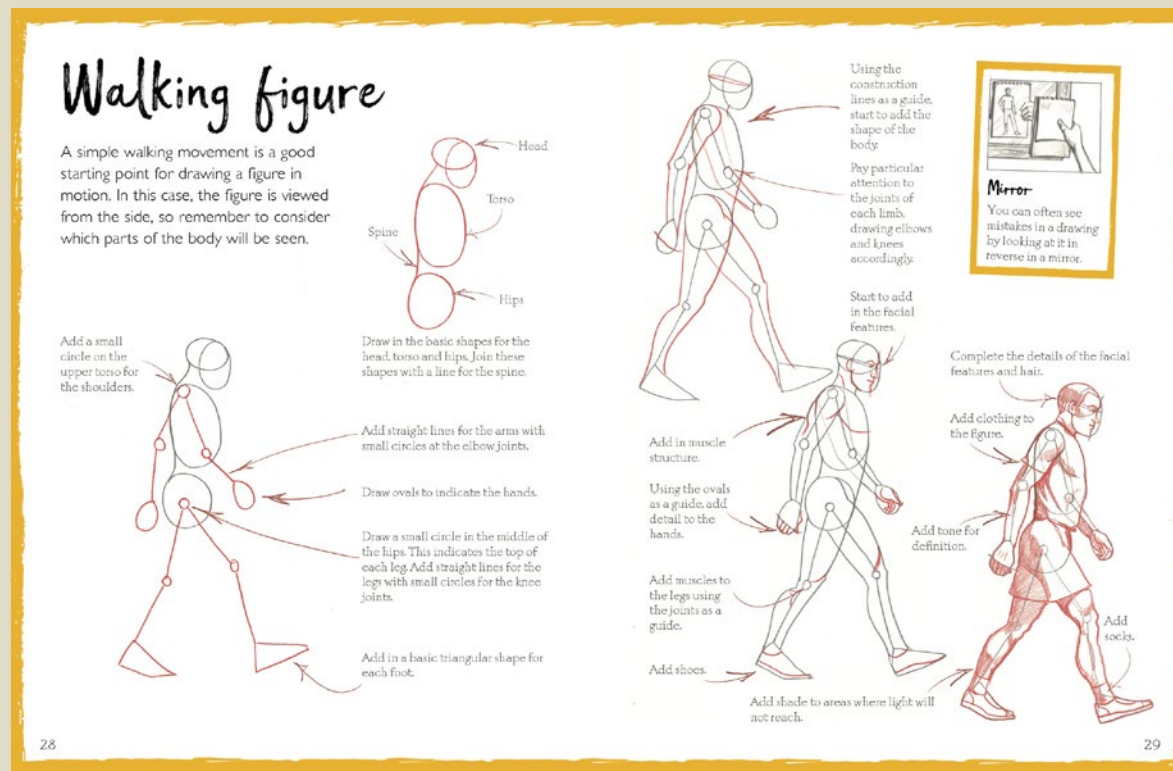 Walking figure
A simple walking movement is a good
starting point for drawing a figure in
motion. In this case, the figure is viewed
from the side, so remember to consider
which parts of the body will be seen.
Head
Torso
Spine
Hips
Draw in the basic shapes for the
head, torso and hips. Join these
shapes with a line for the spine.
Add a small
circle on the
upper torso for
the shoulders.
Add straight lines for the arms with
small circles at the elbow joints.
Draw ovals to indicate the hands.
Draw a small circle in the middle of
the hips. This indicates the top of
each leg. Add straight lines for the
legs with small circles for the knee
joints.
Add in a basic triangular shape for
each foot.
28
Using the
construction
lines as a guide,
start to add the
shape of the
body.
Pay particular
attention to
the joints of
each limb,
drawing elbows
and knees
accordingly.
Mirror
You can often see
mistakes in a drawing
by looking at it in
reverse in a mirror.
Start to add
in the facial
features.
Add in muscle
structure.
Using the ovals
as a guide, add
detail to the
hands.
Add muscles to
the legs using
the joints as a
guide.
Add shoes.
Complete the details of the facial
features and hair.
Add clothing to
the figure.
Add tone for
definition.
Add
socks.
Add shade to areas where light will
not reach.
29